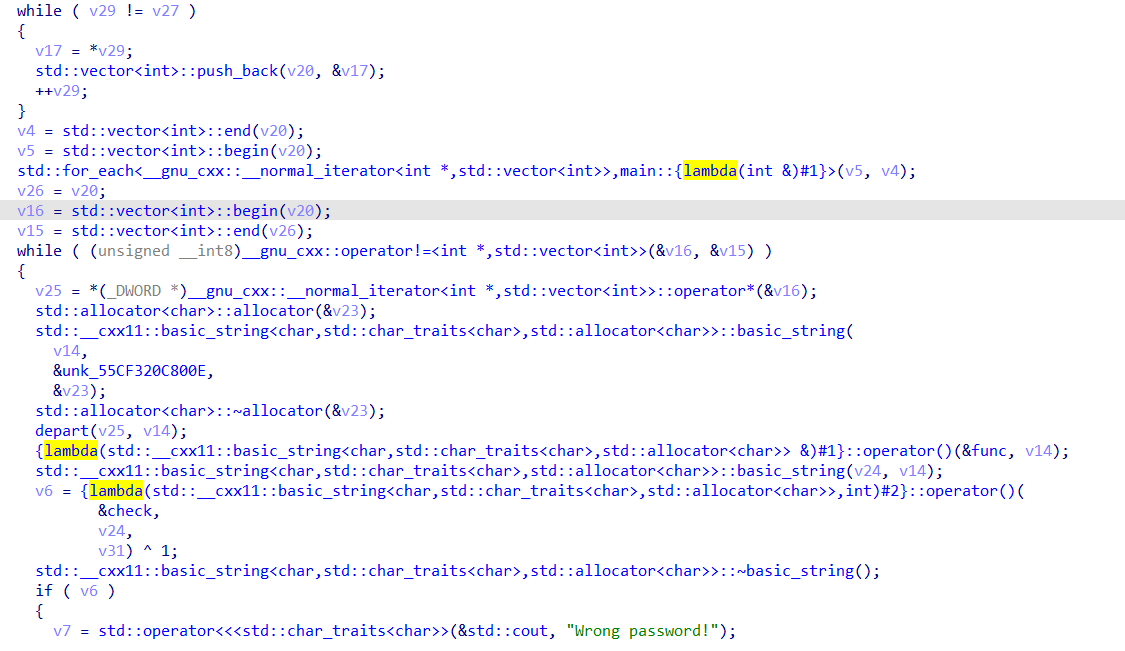 while ( v29 != v27 )
{
v17 = *v29;
std::vector<int>::push_back(v20, &v17);
++v29;
}
v4 = std::vector<int>::end(v20);
v5 = std::vector<int>::begin(v20);
std::for_each<__gnu_cxx::__normal_iterator<int *,std::vector<int>>,main::{lambda(int &)#1}>(v5, v4);
v26 = v20;
v16 = std::vector<int>::begin(v20);
v15 = std::vector<int>::end(v26);
while ( (unsigned __int8)__gnu_cxx::operator!=<int *,std::vector<int>>(&v16, &v15) )
{
v25 = *(_DWORD *)__gnu_cxx::__normal_iterator<int *,std::vector<int>>::operator*(&v16);
std::allocator<char>::allocator(&v23);
std::__cxx11::basic_string<char,std::char_traits<char>,std::allocator<char>>::basic_string(
v14,
&unk_55CF320C800E,
&v23);
std::allocator<char>::~allocator(&v23);
depart(v25, v14);
{lambda(std::__cxx11::basic_string<char,std::char_traits<char>,std::allocator<char>> &)#1}::operator()(&func, v14);
std::__cxx11::basic_string<char,std::char_traits<char>,std::allocator<char>>::basic_string(v24, v14);
v6 = {lambda(std::__cxx11::basic_string<char,std::char_traits<char>,std::allocator<char>>,int)#2}::operator()(
&check,
v24,
v31) ^ 1;
std::__cxx11::basic_string<char,std::char_traits<char>,std::allocator<char>>::~basic_string();
if ( v6 )
{
v7 = std::operator<<<std::char_traits<char>>(&std::cout, "Wrong password!");